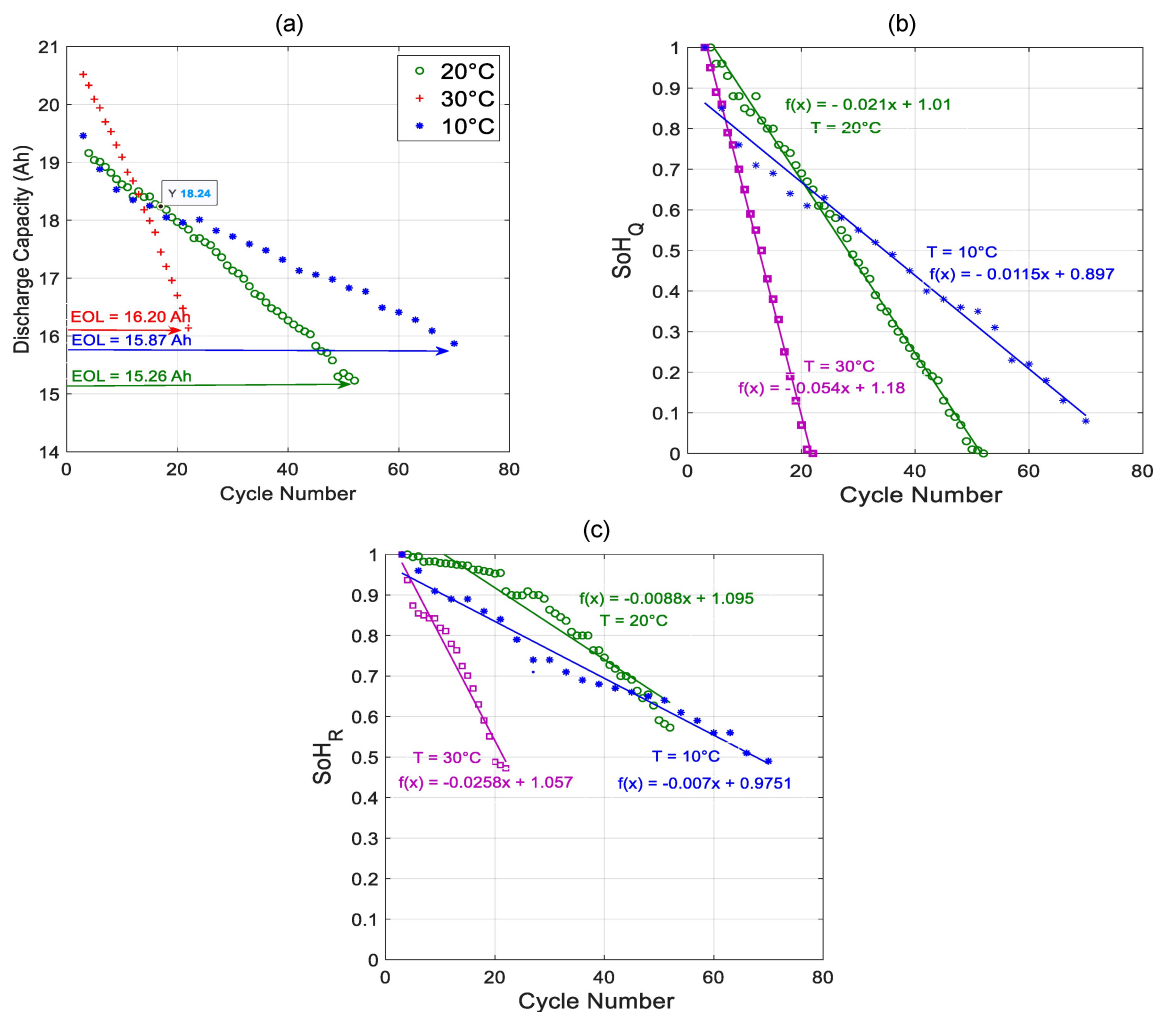 (a)
21
20
19
18
17
16
15
14
0
20
40
60
80
Discharge Capacity (Ah)
Cycle Number
20°C
30°C
10°C
Y 18.24
EOL = 16.20 Ah
EOL = 15.87 Ah
EOL = 15.26 Ah
(b)
1
0.9
0.8
0.7
0.6
0.5
0.4
0.3
0.2
0.1
0
0
20
40
60
80
SoHQ
Cycle Number
f(x) = - 0.021x + 1.01
T = 20°C
T = 10°C
f(x) = - 0.0115x + 0.897
T = 30°C
f(x) = - 0.054x + 1.18
(c)
1
0.9
0.8
0.7
0.6
0.5
0.4
0.3
0.2
0.1
0
0
20
40
60
80
SoHR
Cycle Number
f(x) = -0.0088x + 1.095
T = 20°C
T = 30°C
f(x) = -0.0258x + 1.057
T = 10°C
f(x) = -0.007x + 0.9751